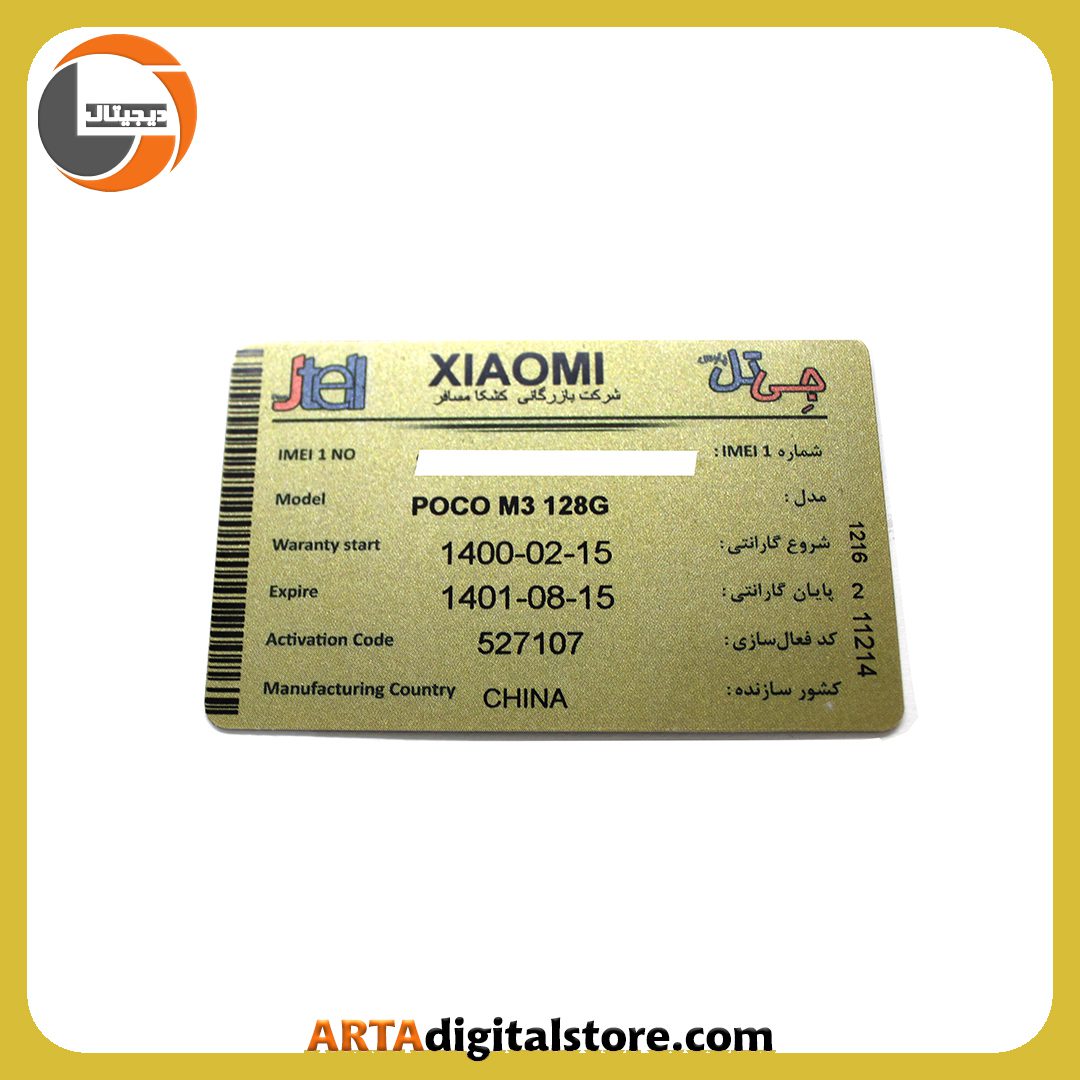 دیجیتال
Jtel
XIAOMI
جی تل پارس
شرکت بازرگانی کشکا مسافر
IMEI 1 NO
شماره IMEI 1 :
Model POCO M3 128G مدل :
Waranty start 1400-02-15 شروع گارانتی :
Expire 1401-08-15 پایان گارانتی :
Activation Code 527107 کد فعال‌سازی :
Manufacturing Country CHINA کشور سازنده :
1216 2 11214
ARTAdigitalstore.com